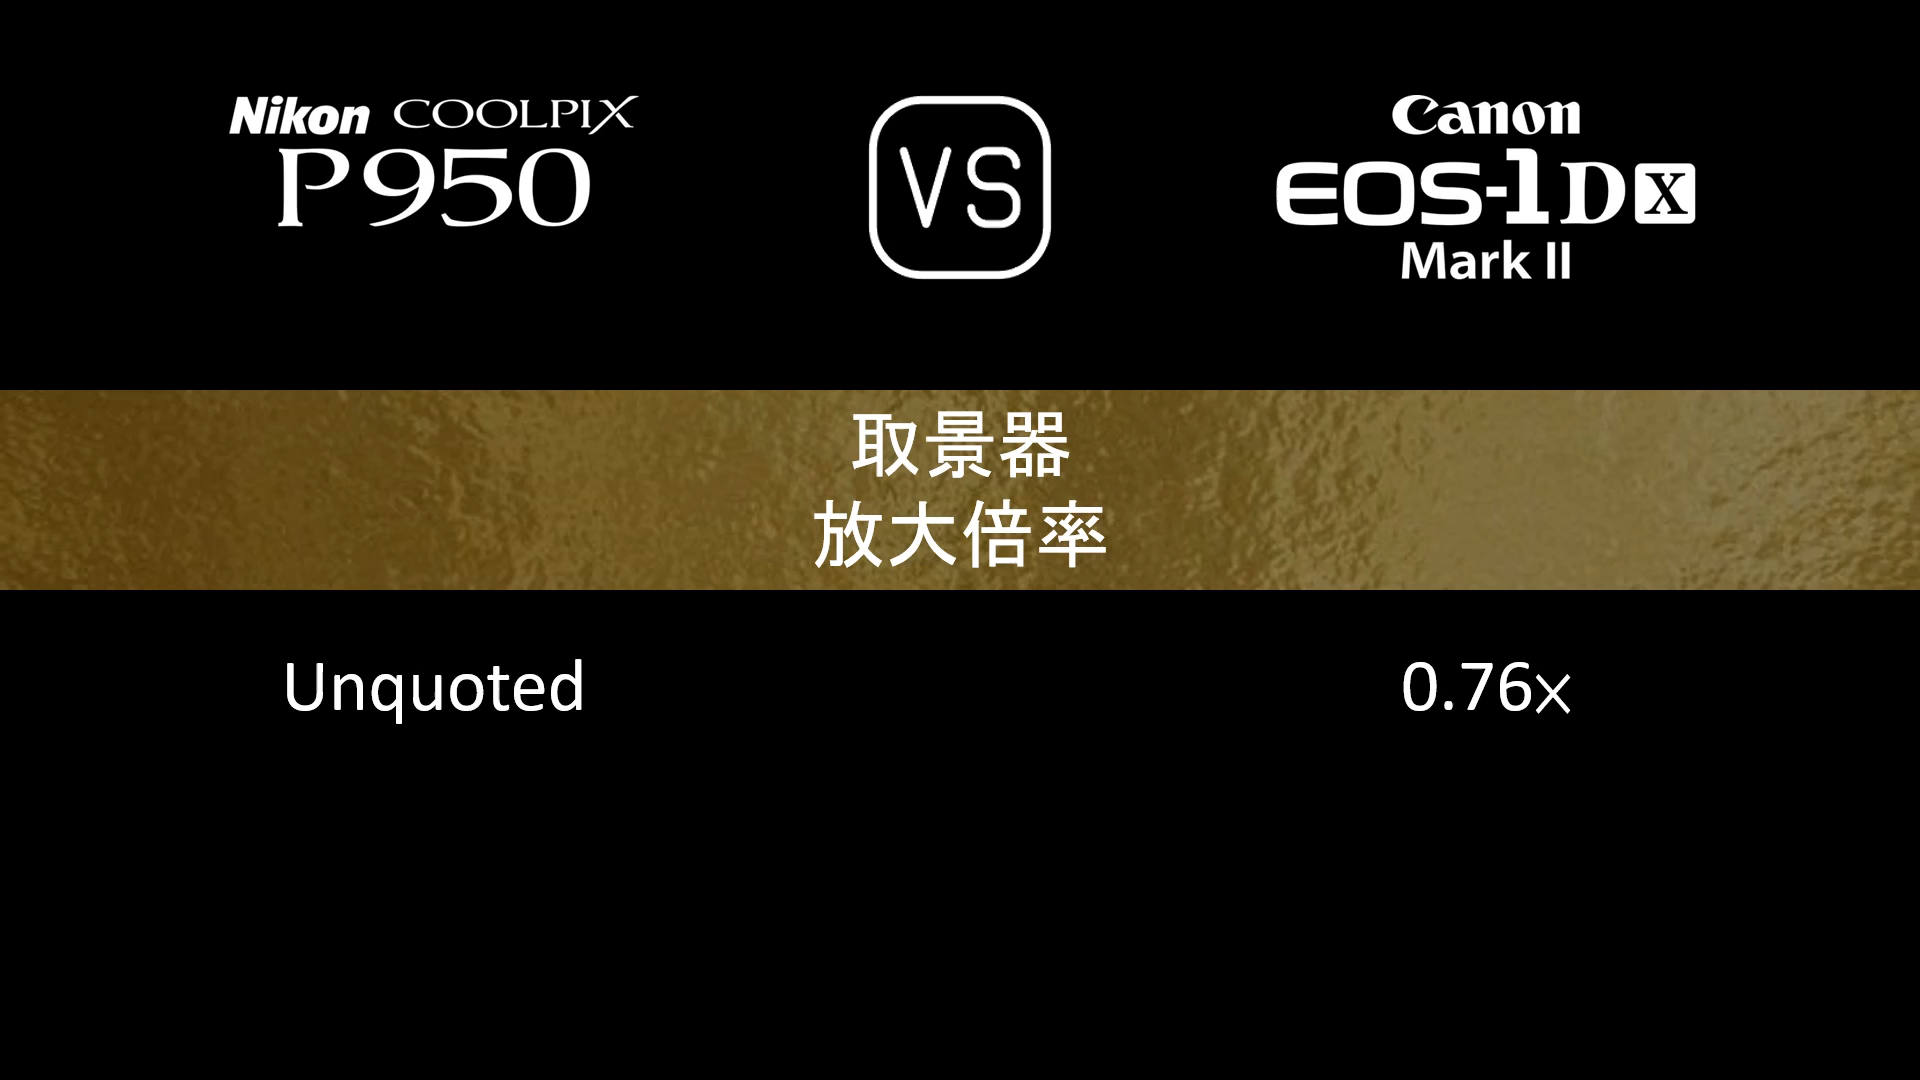 Nikon COOLPIX
P950
VS
Canon
EOS-1D X
Mark II
取景器
放大倍率
Unquoted
0.76x